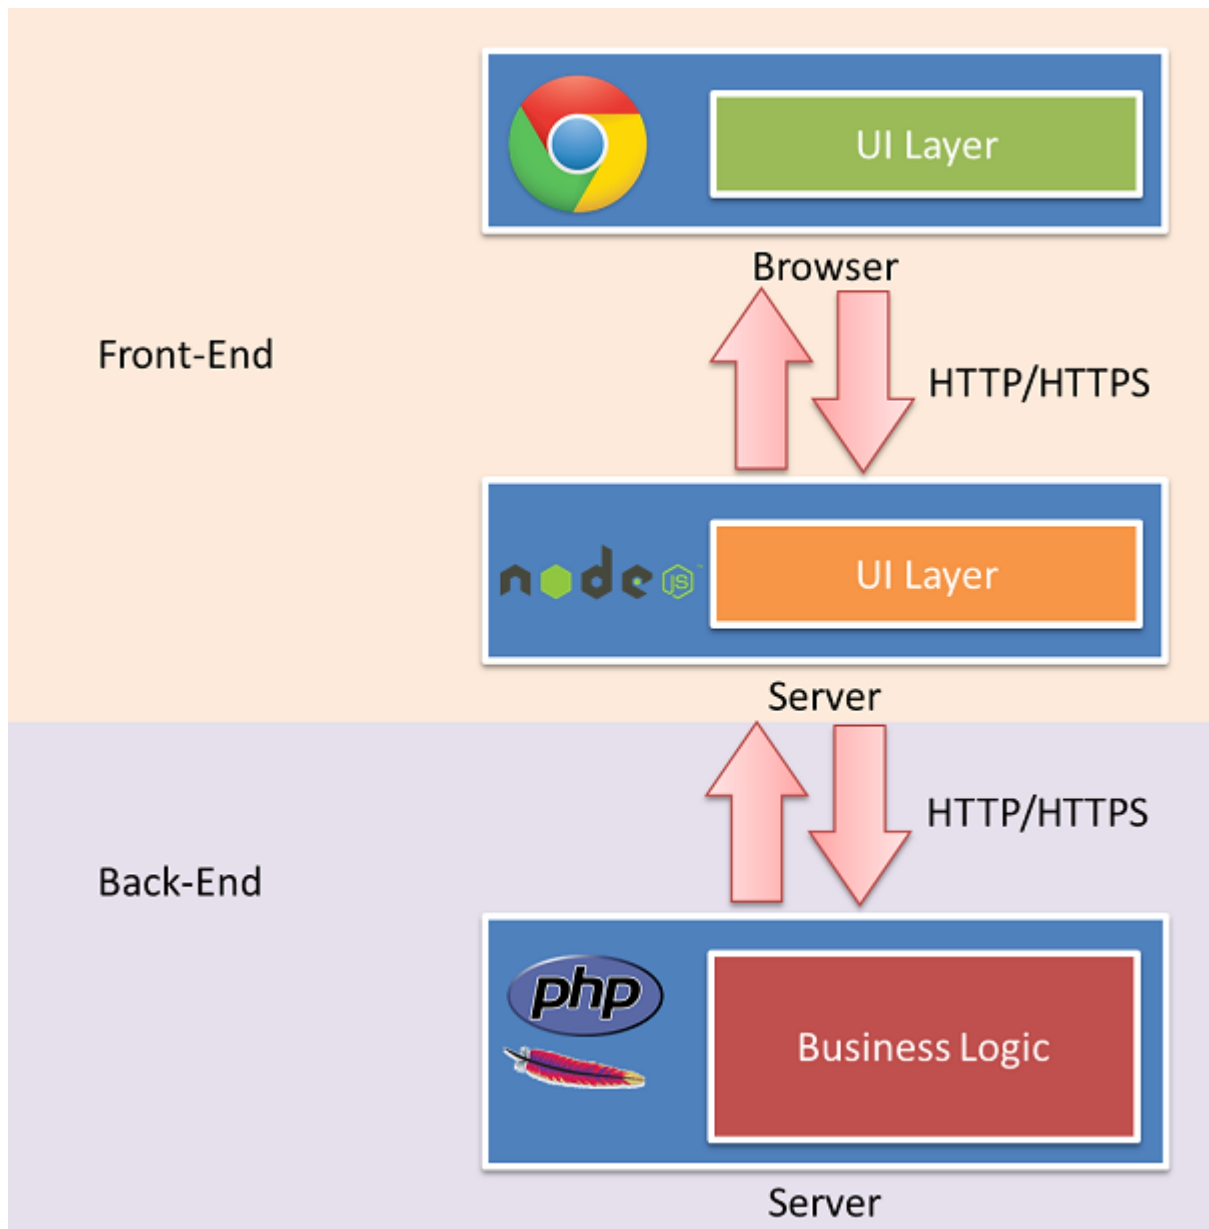 UI Layer
Browser
Front-End
HTTP/HTTPS
node JS ™
UI Layer
Server
HTTP/HTTPS
Back-End
php
Business Logic
Server